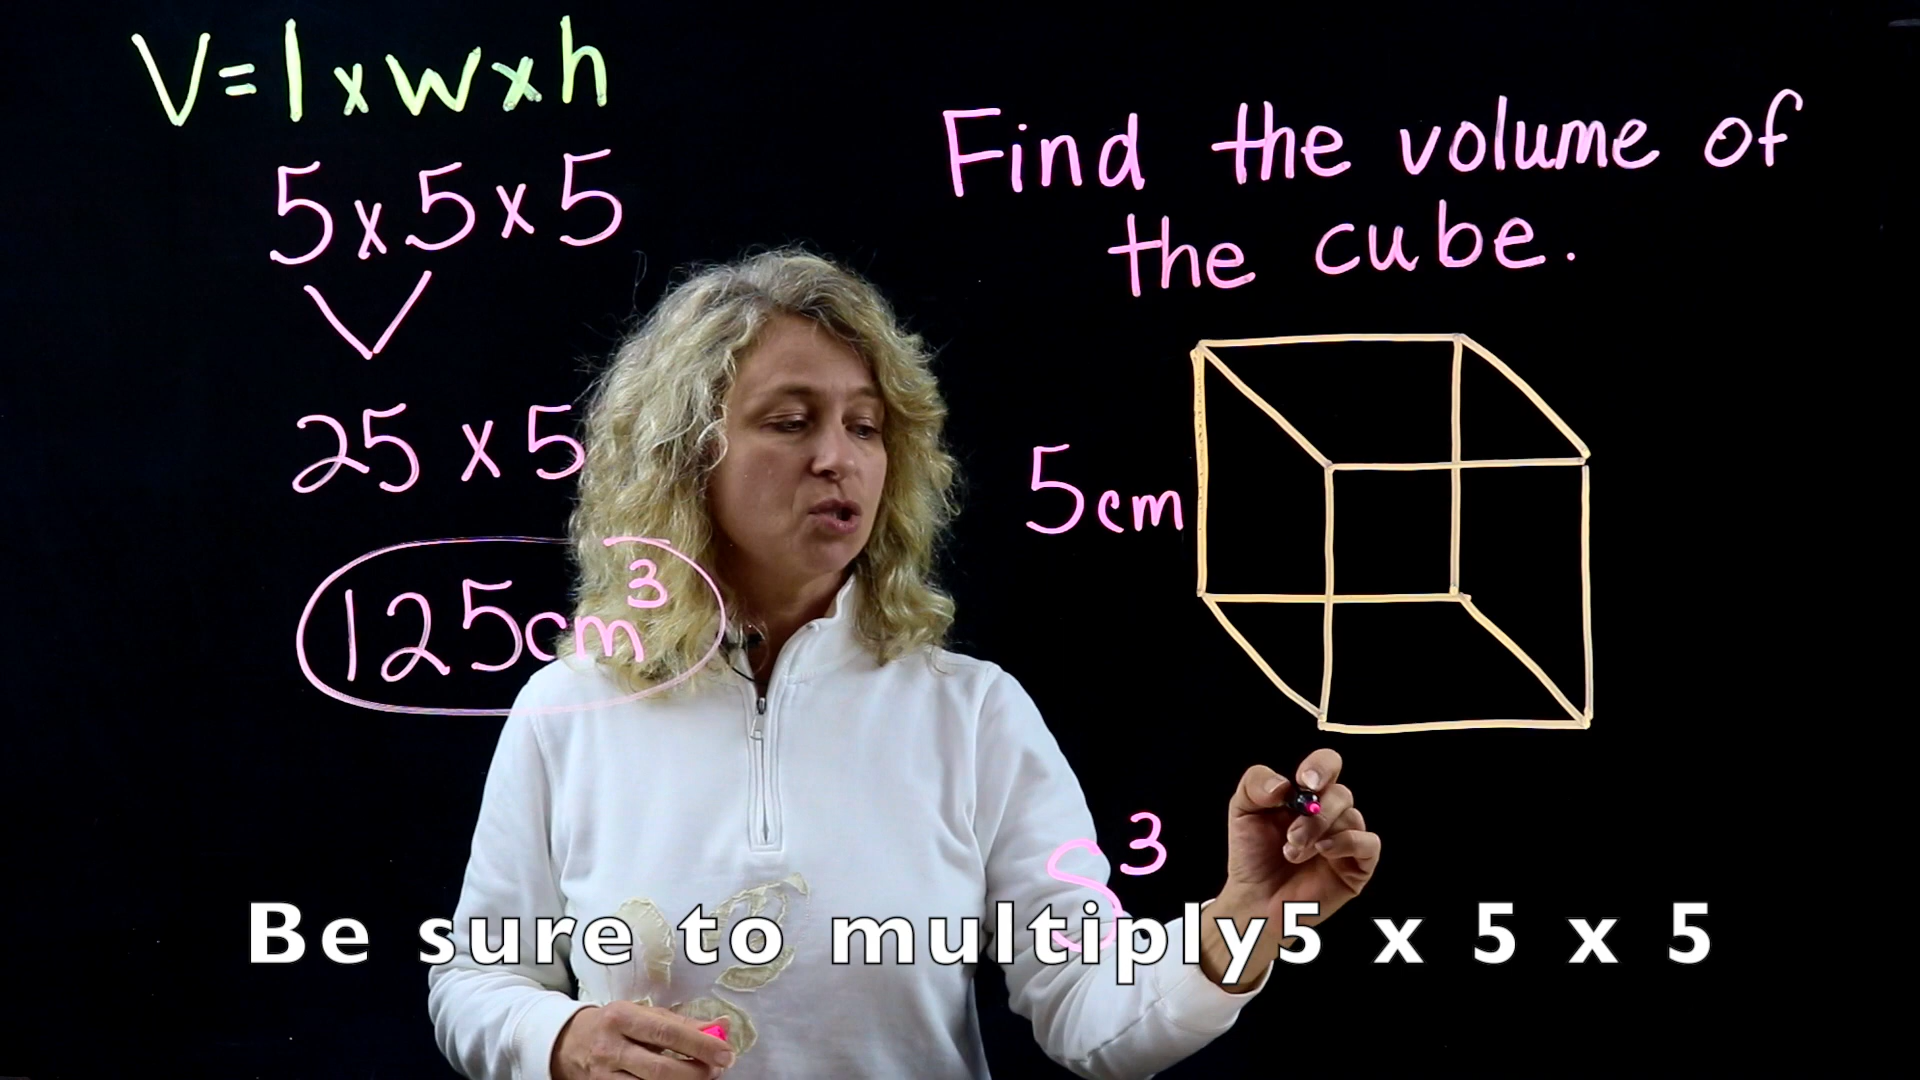 V=l x w x h
5 x 5 x 5
25 x 5
125cm³
Find the volume of
the cube.
5cm
S³
Be sure to multiply5 x 5 x 5